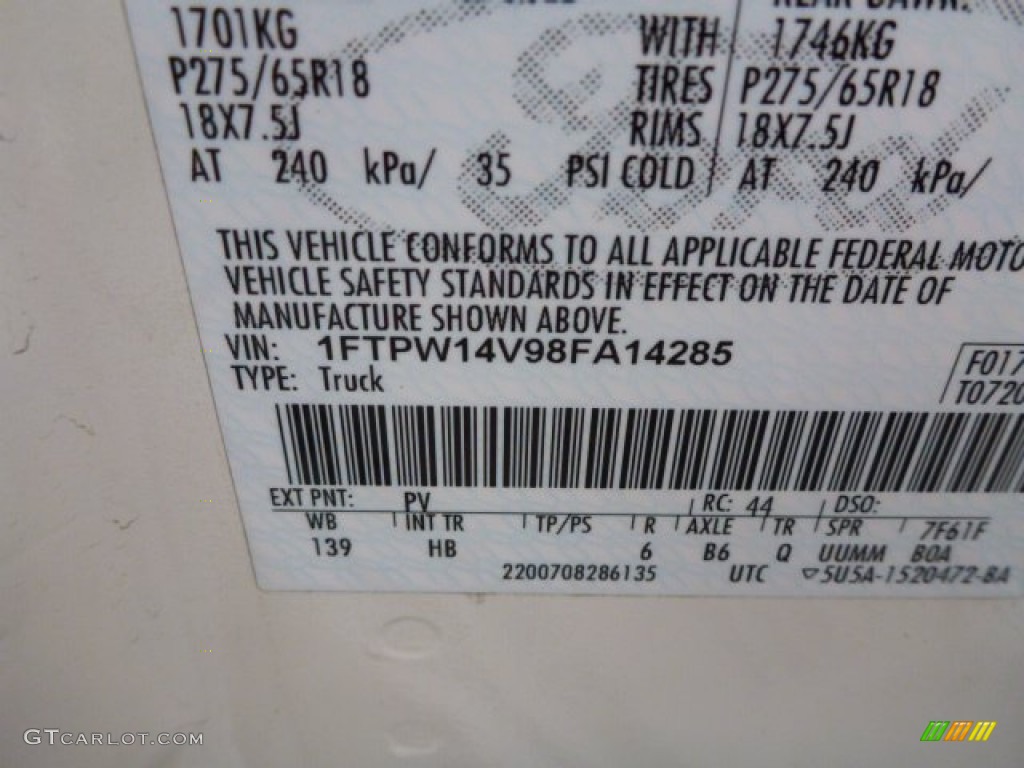 1701KG WITH 1746KG
P275/65R18 TIRES P275/65R18
18X7.5J RIMS 18X7.5J
AT 240 kPa/ 35 PSI COLD AT 240 kPa/
THIS VEHICLE CONFORMS TO ALL APPLICABLE FEDERAL MOTO
VEHICLE SAFETY STANDARDS IN EFFECT ON THE DATE OF
MANUFACTURE SHOWN ABOVE.
VIN: 1FTPW14V98FA14285
TYPE: Truck
F017
T0720
EXT PNT: PV RC: 44 DSO:
WB INT TR TP/PS R AXLE TR SPR 7F61F
139 HB 6 B6 Q UUMM BOA
2200708286135 UTC ▽5U5A-1520472-BA
GTCARLOT.COM